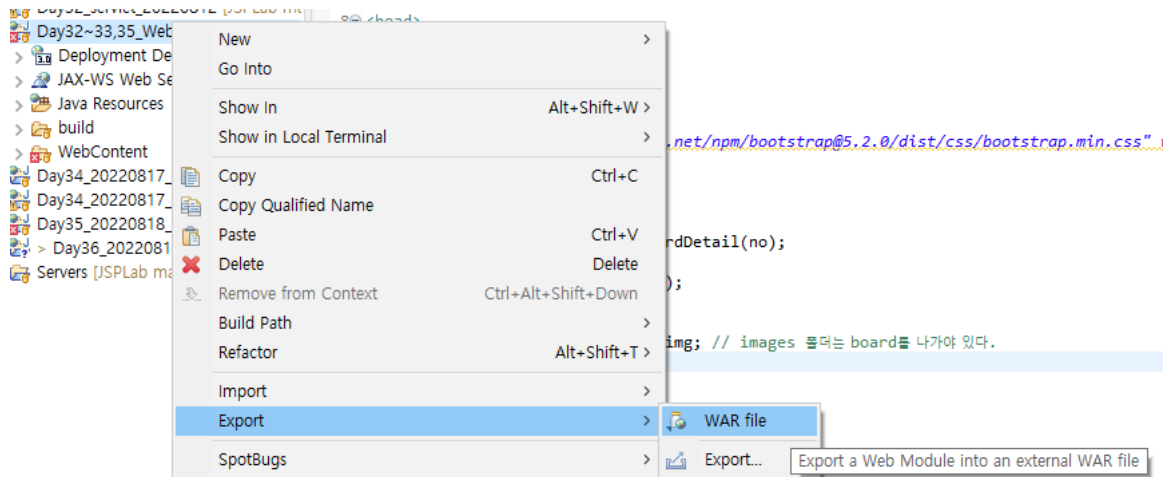 Day32_servlet_20220812 [JSPLab
8 <head>
Day32~33,35_Web
Deployment De
JAX-WS Web Se
Java Resources
build
WebContent
Day34_20220817_
Day34_20220817_
Day35_20220818_
> Day36_2022081
Servers [JSPLab ma
New
Go Into
Show In Alt+Shift+W >
Show in Local Terminal
Copy Ctrl+C
Copy Qualified Name
Paste Ctrl+V
Delete Delete
Remove from Context Ctrl+Alt+Shift+Down
Build Path
Refactor Alt+Shift+T >
Import
Export
SpotBugs
WAR file
Export...
Export a Web Module into an external WAR file
.net/npm/bootstrap@5.2.0/dist/css/bootstrap.min.css"
rdDetail(no);
);
img; // images 폴더는 board를 나가야 있다.